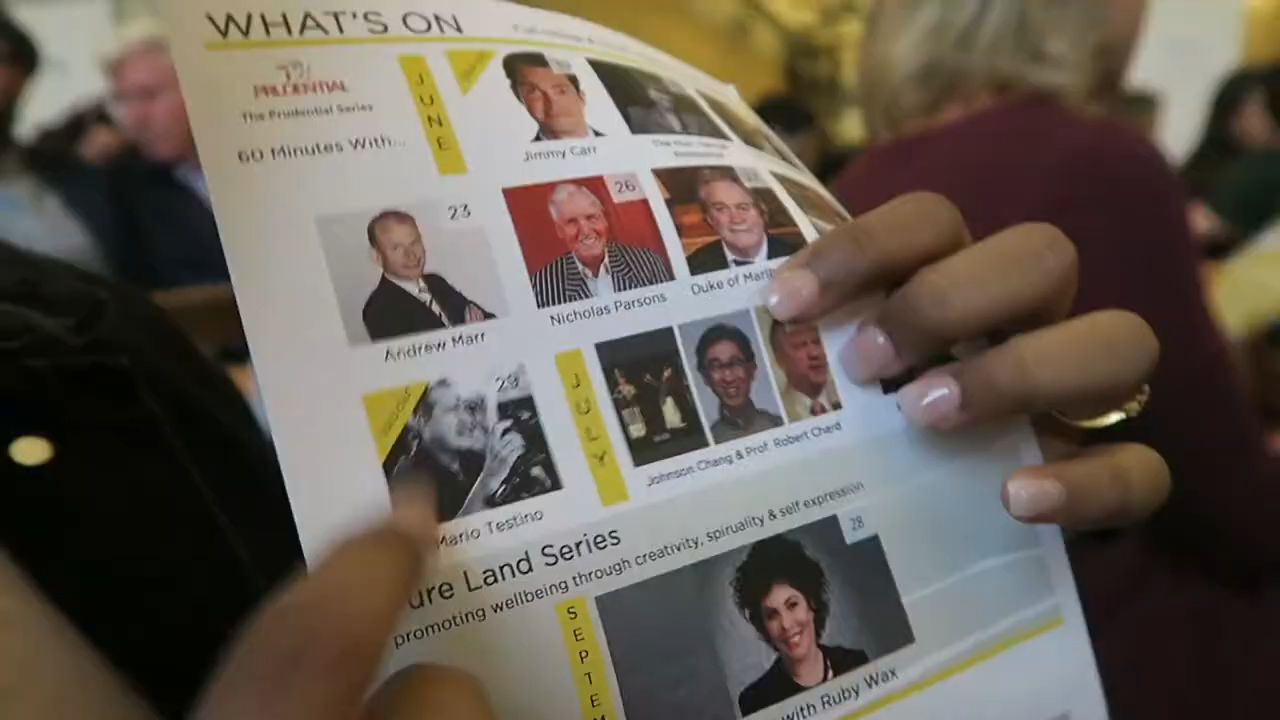 WHAT'S ON
PRUDENTIAL
The Prudential Series
60 Minutes With...
JUNE
Jimmy Carr
23
Andrew Marr
26
Nicholas Parsons
Duke of Marlb
29
Mario Testino
JULY
Johnson Chang & Prof. Robert Chard
ure Land Series
promoting wellbeing through creativity, spiruality & self expression
SEPTEM
28
with Ruby Wax